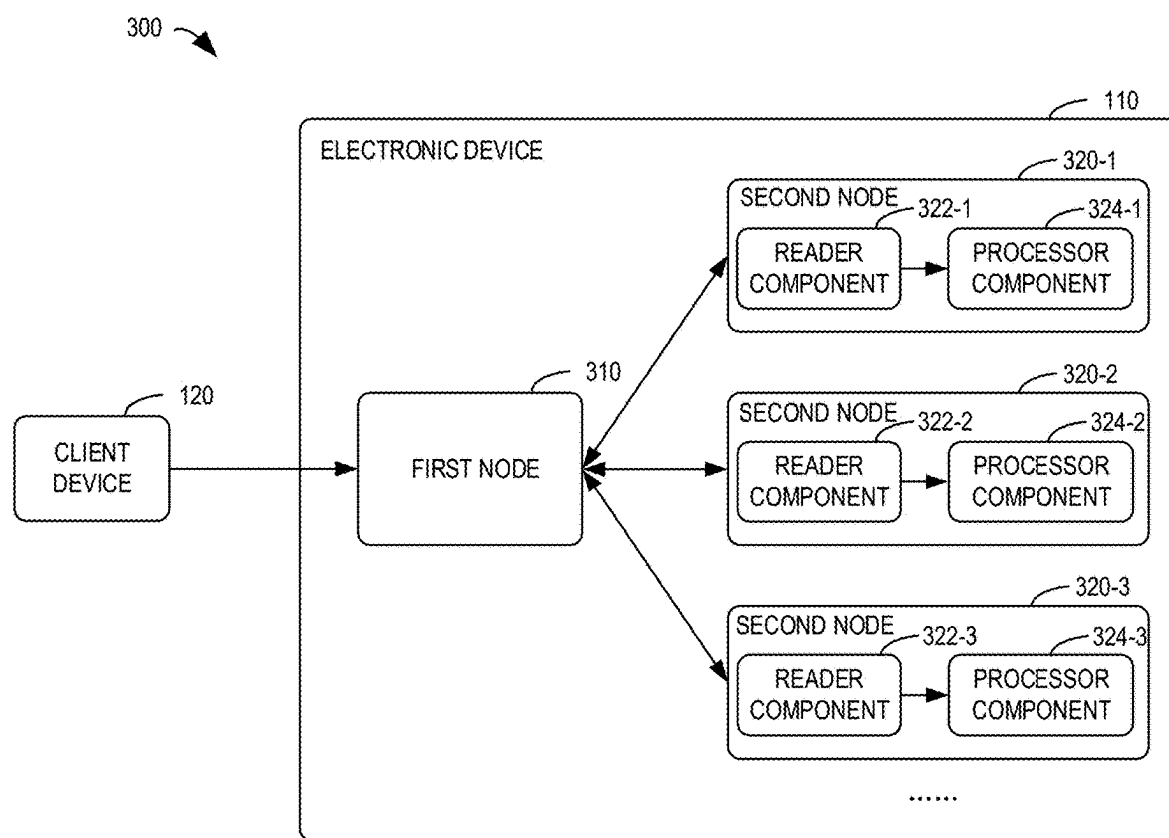 300
110
ELECTRONIC DEVICE
320-1
SECOND NODE
322-1
324-1
READER
COMPONENT
PROCESSOR
COMPONENT
120
CLIENT
DEVICE
310
FIRST NODE
320-2
SECOND NODE
322-2
324-2
READER
COMPONENT
PROCESSOR
COMPONENT
320-3
SECOND NODE
322-3
324-3
READER
COMPONENT
PROCESSOR
COMPONENT
......